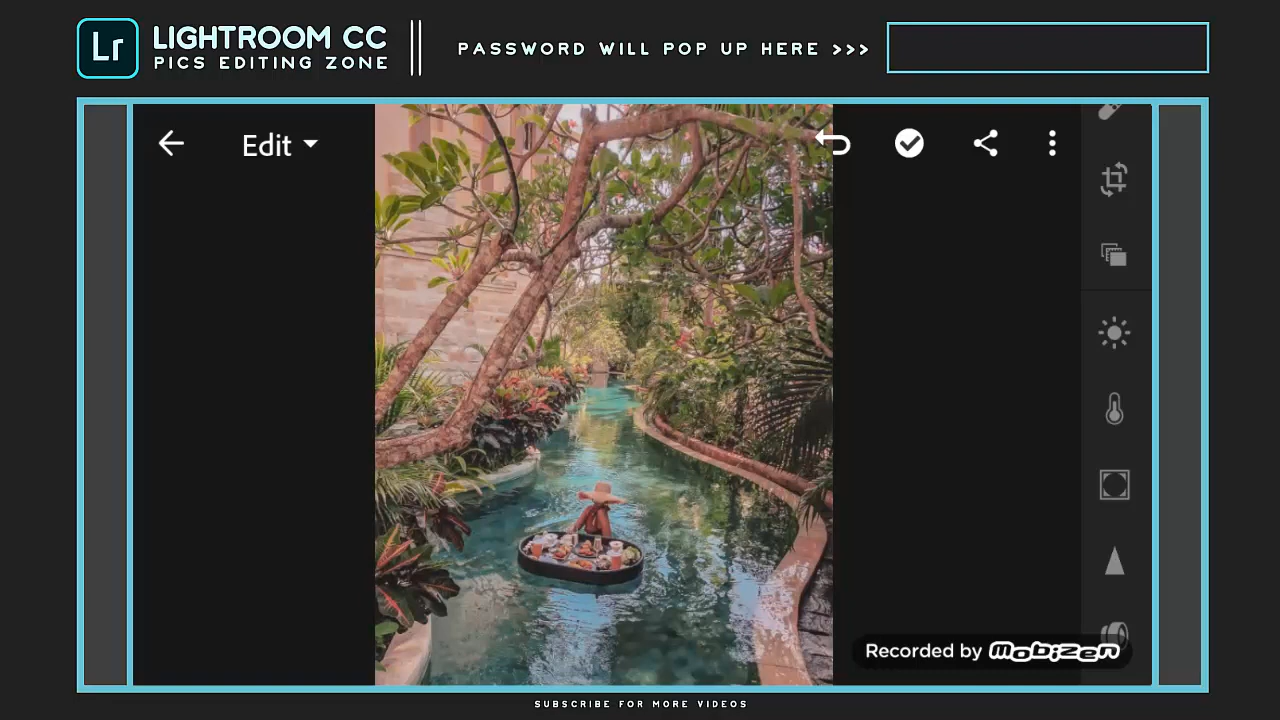 Lr
LIGHTROOM CC
PICS EDITING ZONE
PASSWORD WILL POP UP HERE >>>
Edit
Recorded by mobizen
SUBSCRIBE FOR MORE VIDEOS